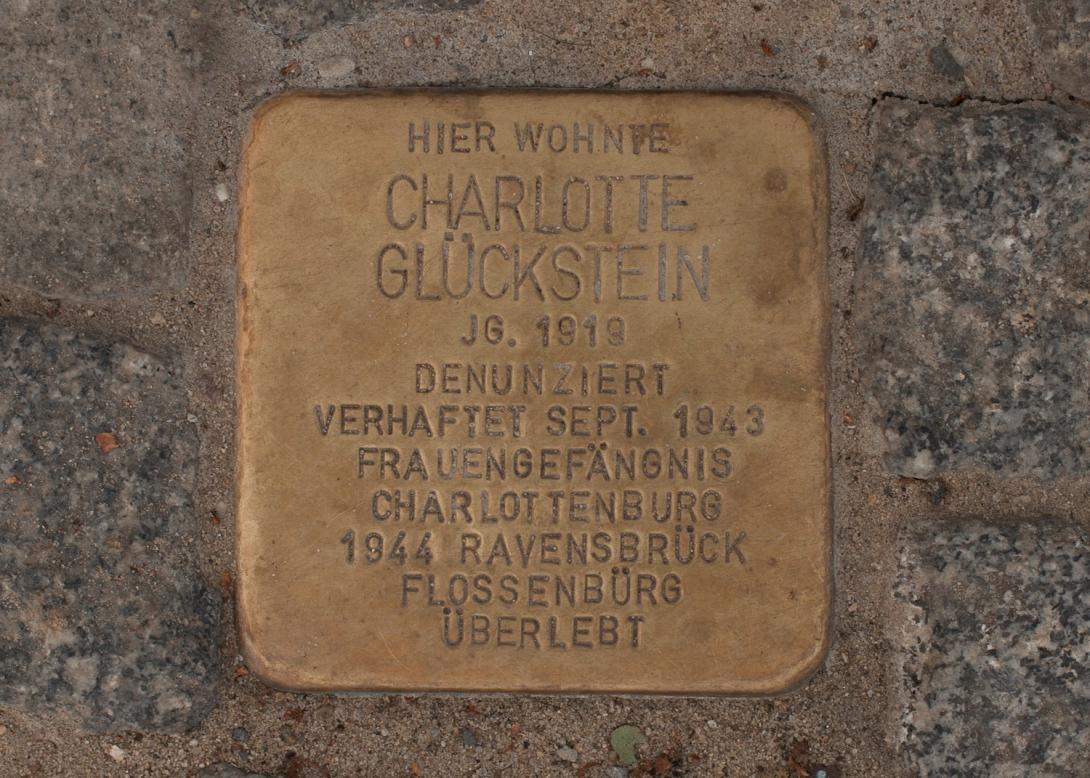 HIER WOHNTE
CHARLOTTE
GLÜCKSTEIN
JG. 1919
DENUNZIERT
VERHAFTET SEPT. 1943
FRAUENGEFÄNGNIS
CHARLOTTENBURG
1944 RAVENSBRÜCK
FLOSSENBÜRG
ÜBERLEBT